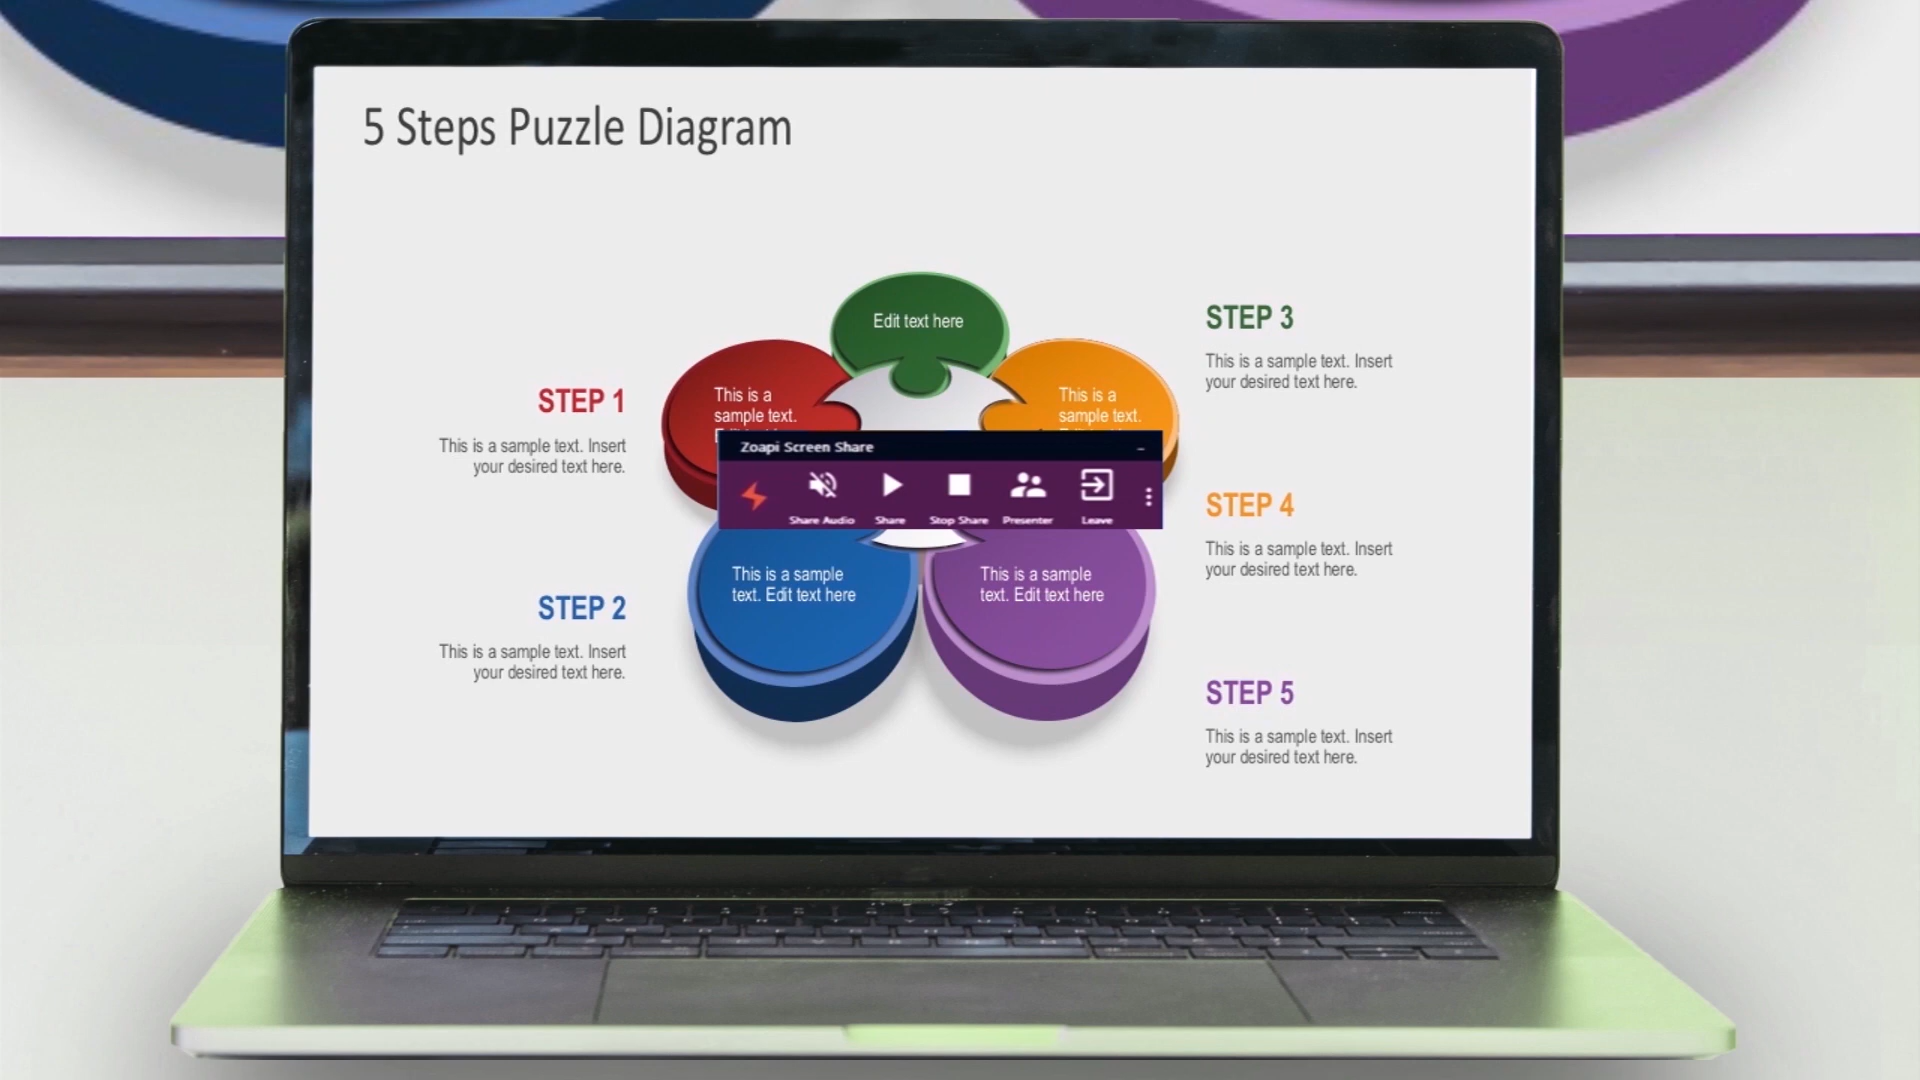 5 Steps Puzzle Diagram
Edit text here
STEP 3
This is a sample text. Insert
your desired text here.
STEP 1
This is a sample text. Insert
your desired text here.
This is a
sample text.
This is a
sample text.
Zoapi Screen Share
Share Audio
Share
Stop Share
Presenter
Leave
STEP 4
This is a sample text. Insert
your desired text here.
STEP 2
This is a sample text. Insert
your desired text here.
This is a sample
text. Edit text here
This is a sample
text. Edit text here
STEP 5
This is a sample text. Insert
your desired text here.